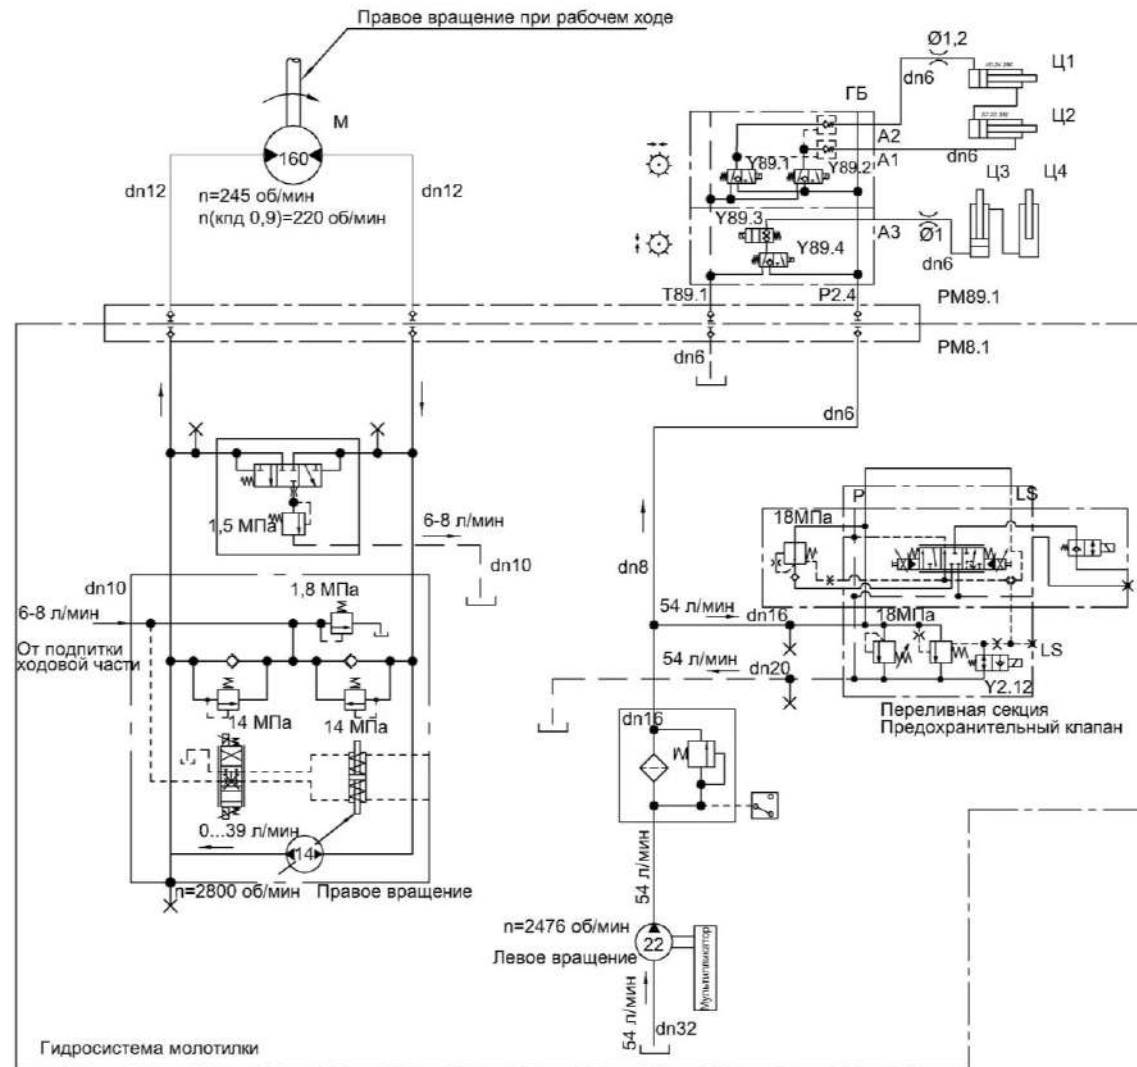 Правое вращение при рабочем ходе
Ø1,2
Ц1
dn6
ГБ
М
Ц2
A2
160
A1
dn6
Y89.1
Y89.2
Ц3
Ц4
dn12
dn12
n=245 об/мин
n(кпд 0,9)=220 об/мин
Y89.3
A3
Ø1
Y89.4
dn6
T89.1
P2.4
PM89.1
PM8.1
dn6
dn6
P
LS
18МПа
1,5 МПа
6-8 л/мин
dn10
dn8
dn10
1,8 МПа
6-8 л/мин
54 л/мин
dn16
18МПа
От подпитки
ходовой части
LS
54 л/мин
dn20
Y2.12
14 МПа
14 МПа
dn16
Переливная секция
Предохранительный клапан
0...39 л/мин
14
n=2800 об/мин
Правое вращение
54 л/мин
n=2476 об/мин
22
Левое вращение
Мультипликатор
54 л/мин
dn32
Гидросистема молотилки